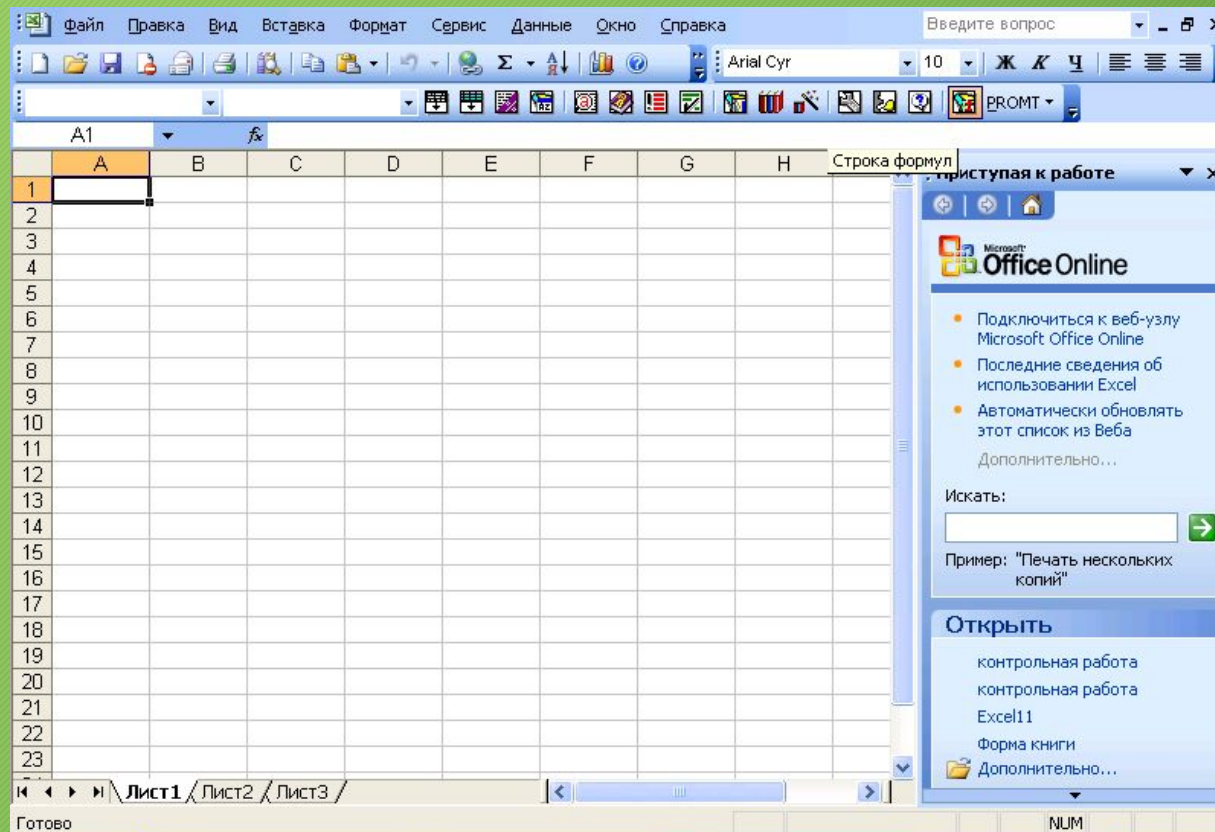 Файл Правка Вид Вставка Формат Сервис Данные Окно Справка Введите вопрос
Arial Cyr 10 Ж К Ч
PROMT
A1 fx
A B C D E F G H Строка формул
Приступая к работе
1
2
3
4
5
6
7
8
9
10
11
12
13
14
15
16
17
18
19
20
21
22
23
Microsoft
Office Online
Подключиться к веб-узлу
Microsoft Office Online
Последние сведения об
использовании Excel
Автоматически обновлять
этот список из Веба
Дополнительно...
Искать:
Пример: "Печать нескольких
копий"
Открыть
контрольная работа
контрольная работа
Excel11
Форма книги
Дополнительно...
Лист1 Лист2 Лист3
Готово NUM